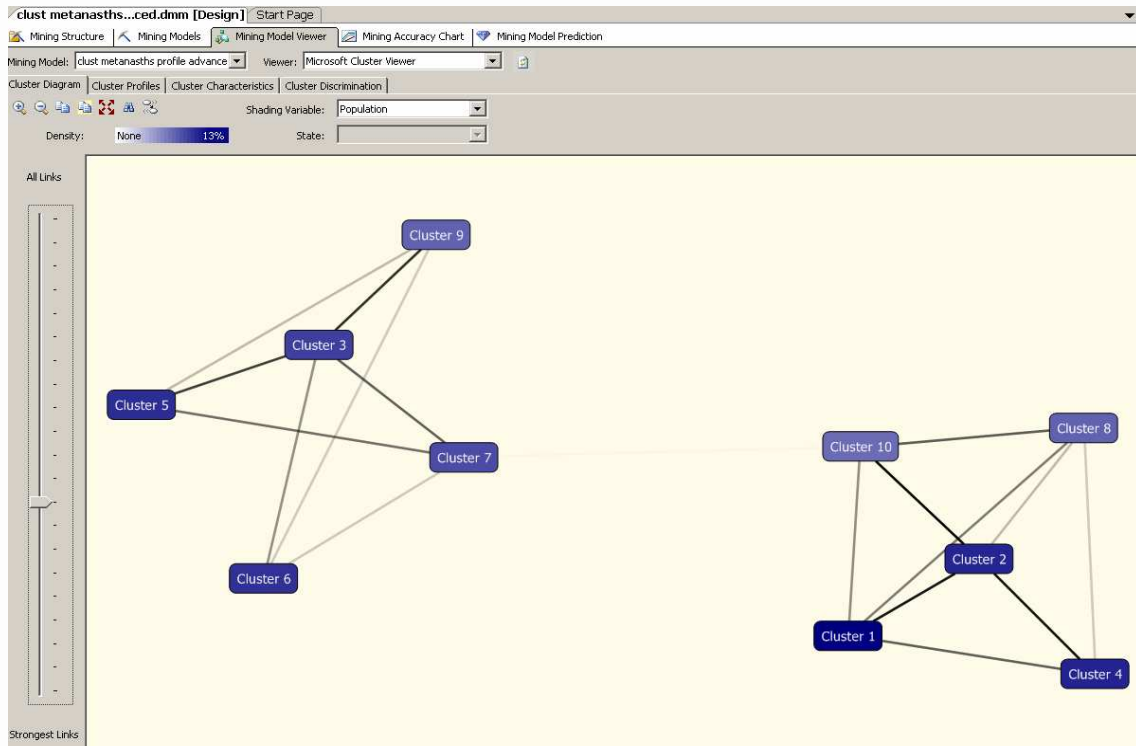 clust metanasths...ced.dmm [Design] Start Page
Mining Structure Mining Models Mining Model Viewer Mining Accuracy Chart Mining Model Prediction
Mining Model: clust metanasths profile advance Viewer: Microsoft Cluster Viewer
Cluster Diagram Cluster Profiles Cluster Characteristics Cluster Discrimination
Shading Variable: Population
Density: None 13% State:
All Links
Cluster 9
Cluster 3
Cluster 5
Cluster 8
Cluster 10
Cluster 7
Cluster 2
Cluster 6
Cluster 1
Cluster 4
Strongest Links